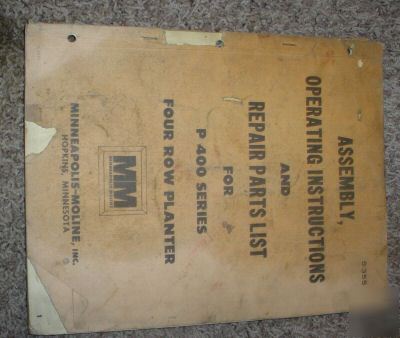 S355
ASSEMBLY,
OPERATING INSTRUCTIONS
AND
REPAIR PARTS LIST
FOR
P 400 SERIES
FOUR ROW PLANTER
MM
MINNEAPOLIS-MOLINE, INC.
HOPKINS, MINNESOTA